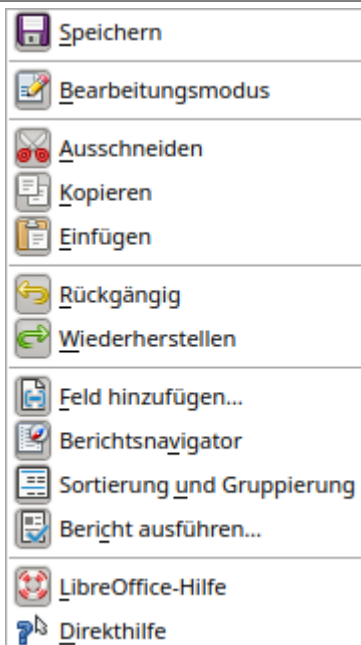 Speichern
Bearbeitungsmodus
Ausschneiden
Kopieren
Einfügen
Rückgängig
Wiederherstellen
Feld hinzufügen...
Berichtsnavigator
Sortierung und Gruppierung
Bericht ausführen...
LibreOffice-Hilfe
Direkthilfe